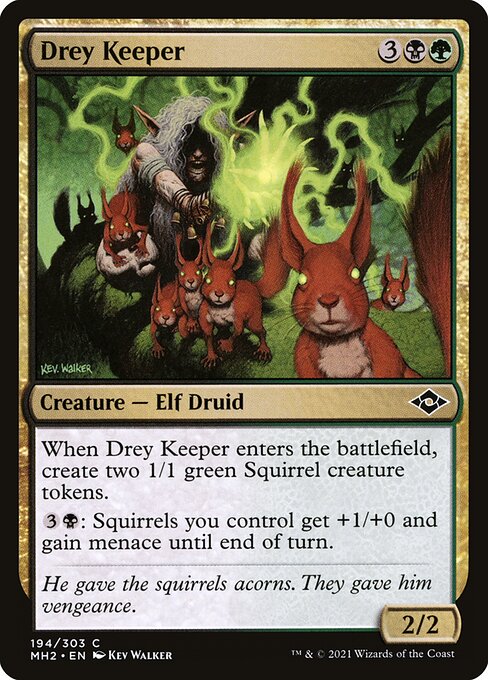 Drey Keeper 3
KEV. WALKER
Creature — Elf Druid
When Drey Keeper enters the battlefield,
create two 1/1 green Squirrel creature
tokens.
3: Squirrels you control get +1/+0 and
gain menace until end of turn.
He gave the squirrels acorns. They gave him
vengeance.
2/2
194/303 C
MH2 • EN Kev Walker
™ & © 2021 Wizards of the Coast